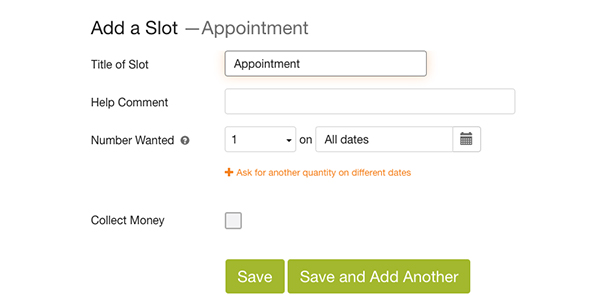 Add a Slot —Appointment
Title of Slot Appointment
Help Comment
Number Wanted ? 1 on All dates
+ Ask for another quantity on different dates
Collect Money
Save Save and Add Another